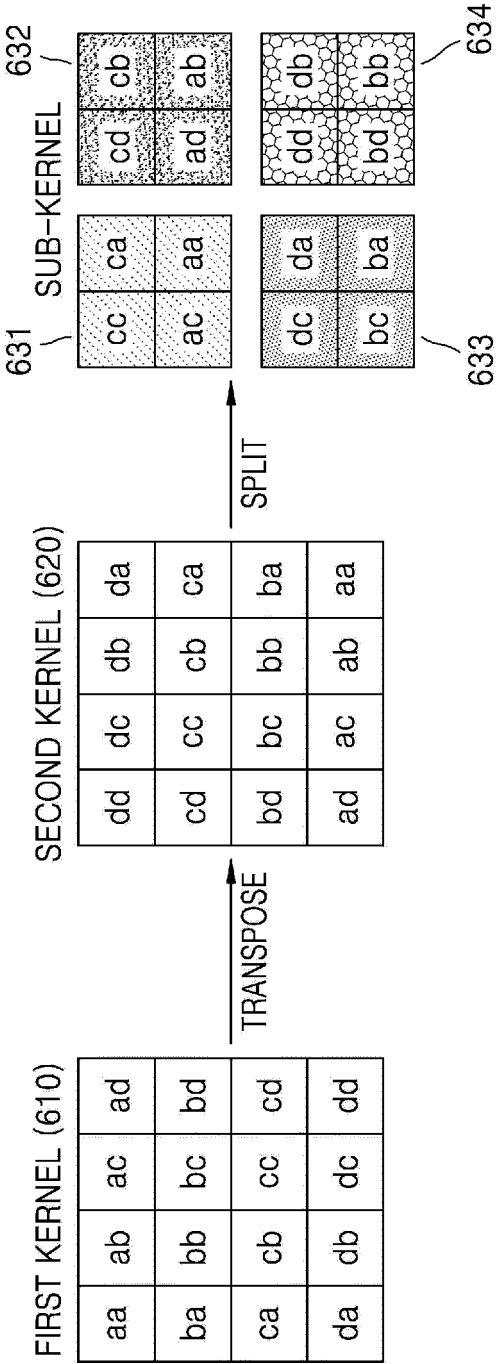 FIRST KERNEL (610)
aa ab ac ad
ba bb bc bd
ca cb cc cd
da db dc dd
TRANSPOSE
SECOND KERNEL (620)
dd dc db da
cd cc cb ca
bd bc bb ba
ad ac ab aa
SPLIT
SUB-KERNEL
631
cc ca
ac aa
632
cd cb
ad ab
dc da
bc ba
633
dd db
bd bb
634